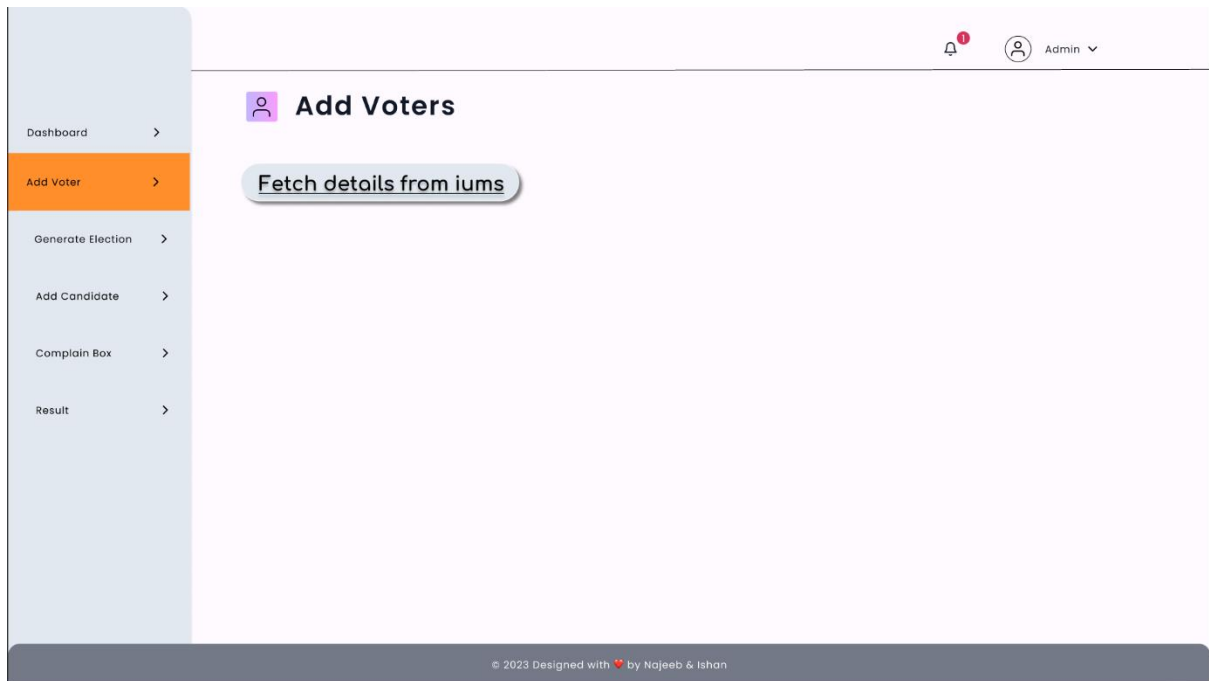 1
Admin
Add Voters
Dashboard
Add Voter
Fetch details from iums
Generate Election
Add Candidate
Complain Box
Result
© 2023 Designed with ❤️ by Najeeb & Ishan